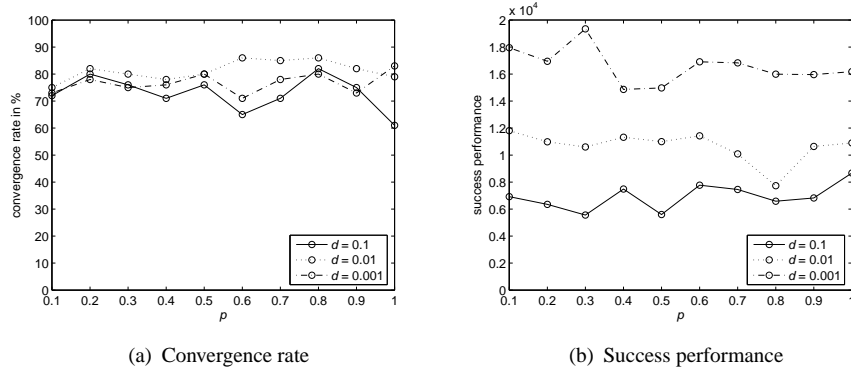 100
90
80
70
60
50
40
30
20
10
0
convergence rate in %
0.1 0.2 0.3 0.4 0.5 0.6 0.7 0.8 0.9 1
p
d = 0.1
d = 0.01
d = 0.001
(a) Convergence rate
2 x 10^4
1.8
1.6
1.4
1.2
1
0.8
0.6
0.4
0.2
0
success performance
0.1 0.2 0.3 0.4 0.5 0.6 0.7 0.8 0.9 1
p
d = 0.1
d = 0.01
d = 0.001
(b) Success performance